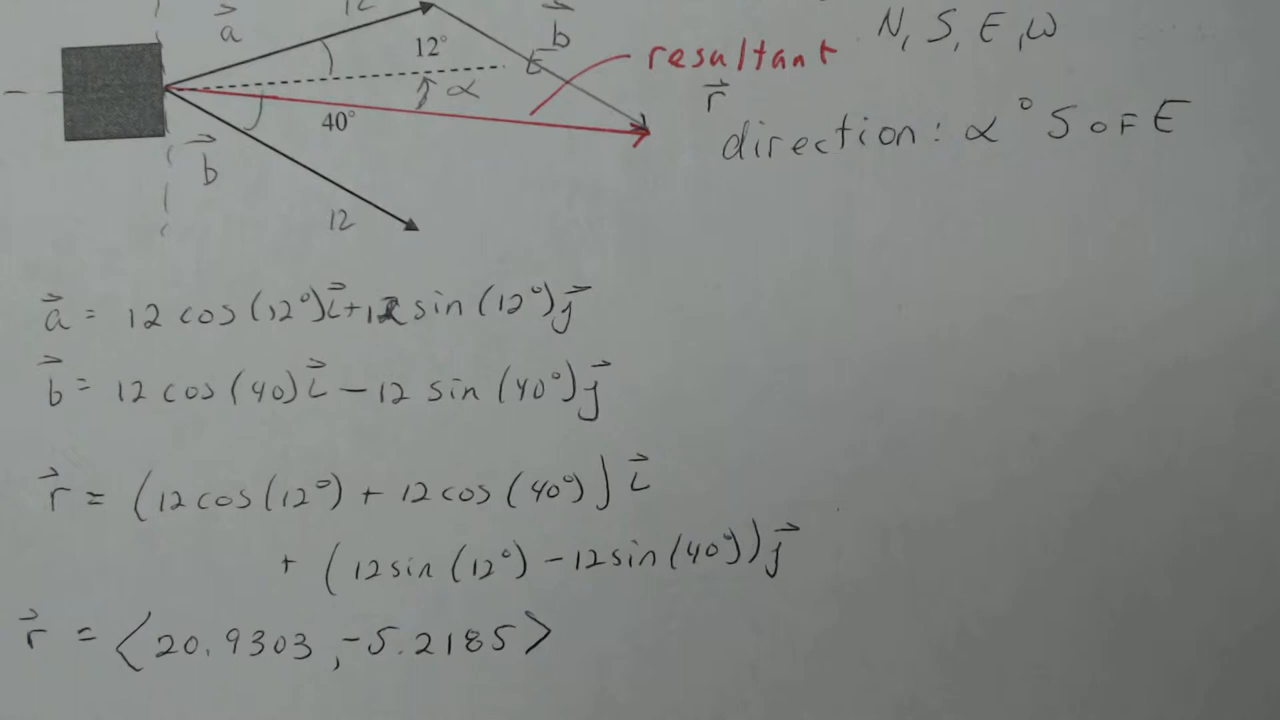 N, S, E, W
a⃗
12°
b⃗
E
resultant
r⃗
α
40°
direction: α° S OF E
b⃗
12
a⃗ = 12 cos (12°)i⃗+12 sin (12°)j⃗
b⃗ = 12 cos (40)i⃗ − 12 sin (40°)j⃗
r⃗ = (12 cos (12°) + 12 cos (40°))i⃗
+ (12 sin (12°) − 12 sin (40°))j⃗
r⃗ = ⟨20.9303, −5.2185⟩